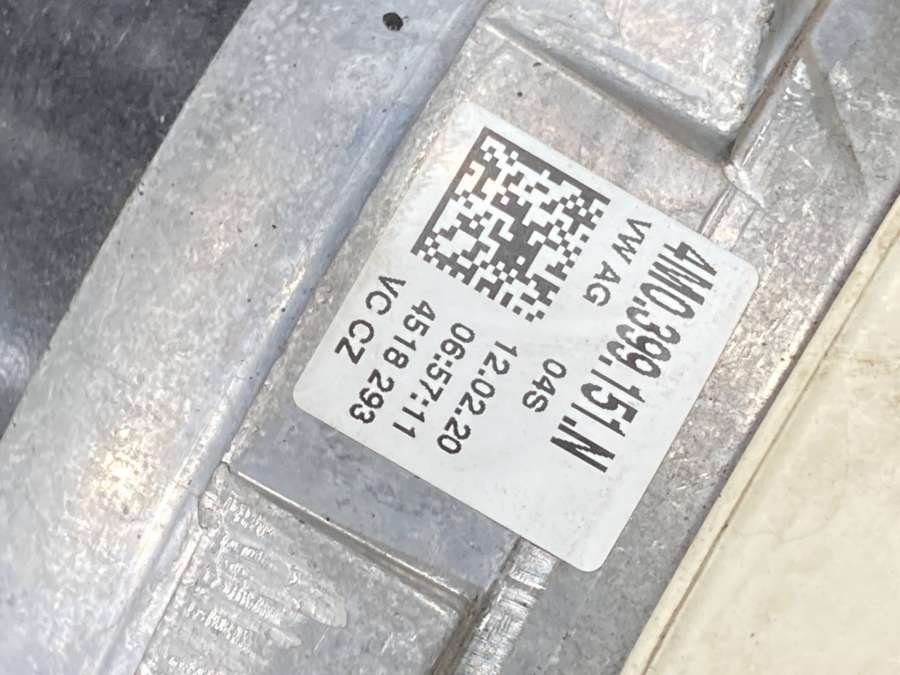 4M0.399.151.N
VW AG 04S
12.02.20
06:57:11
4518 293
VC CZ